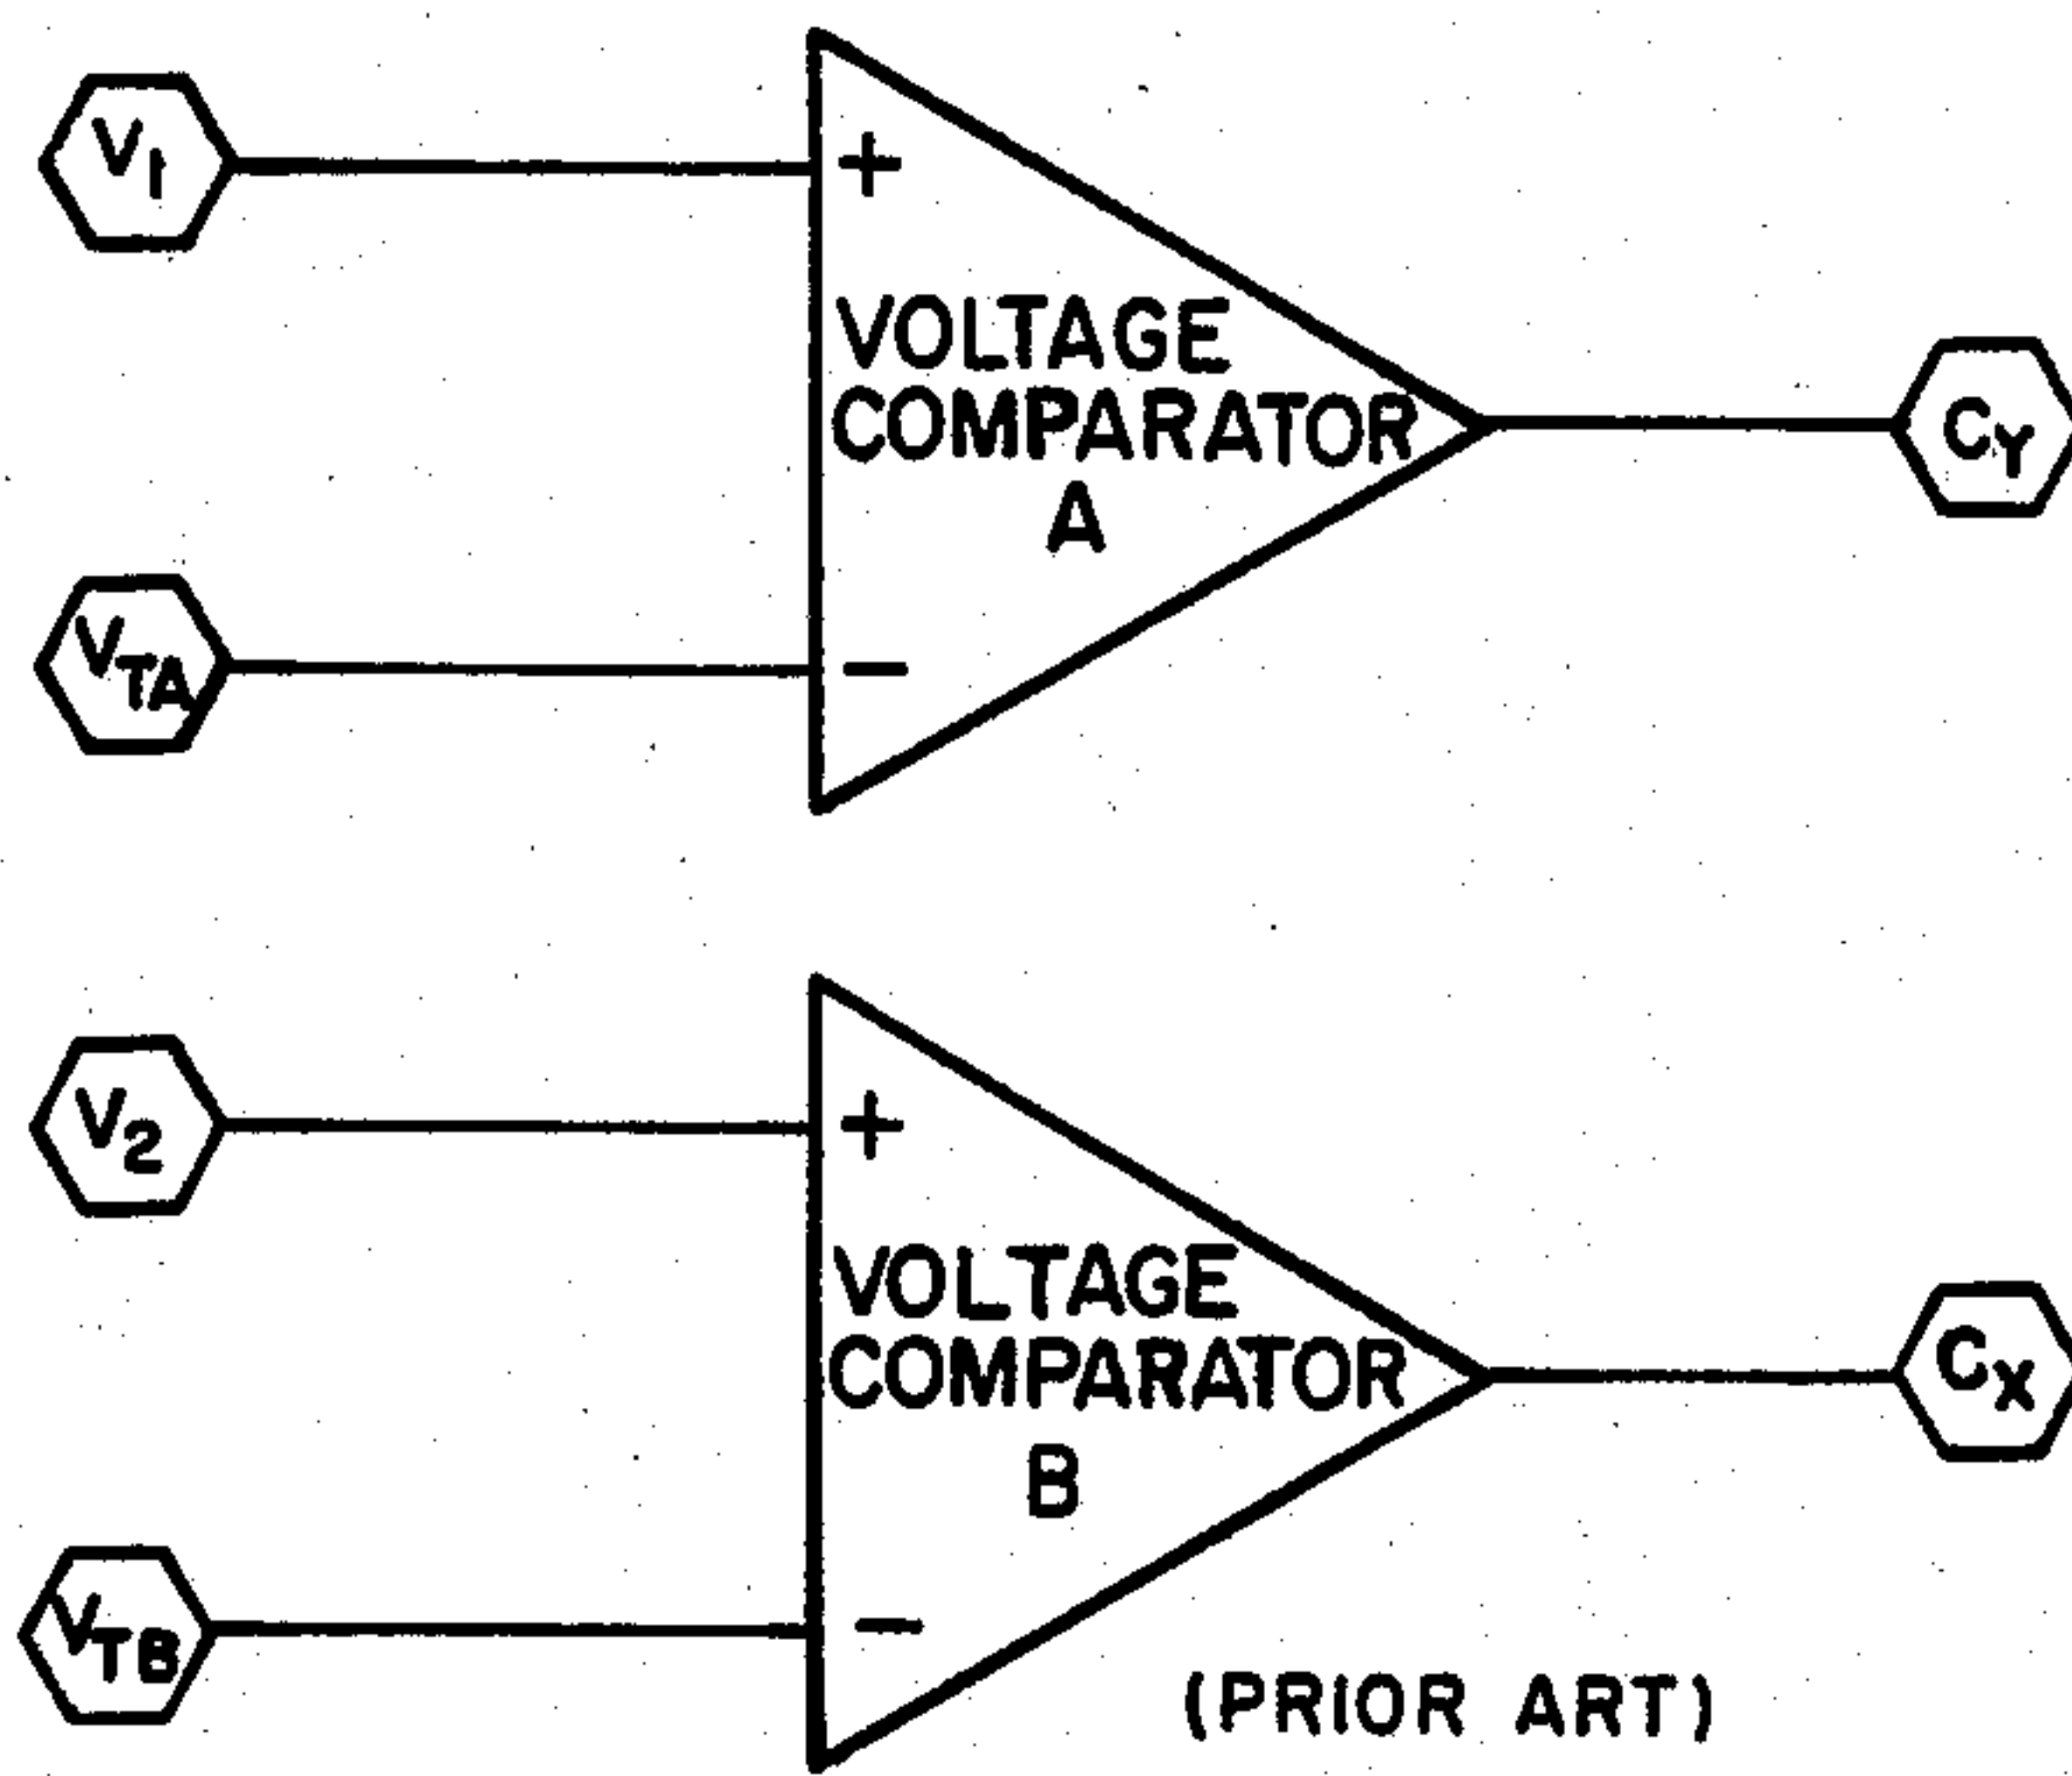 V1
+
VOLTAGE
COMPARATOR
A
CY
VTA
−
V2
+
VOLTAGE
COMPARATOR
B
CX
VTB
−
(PRIOR ART)